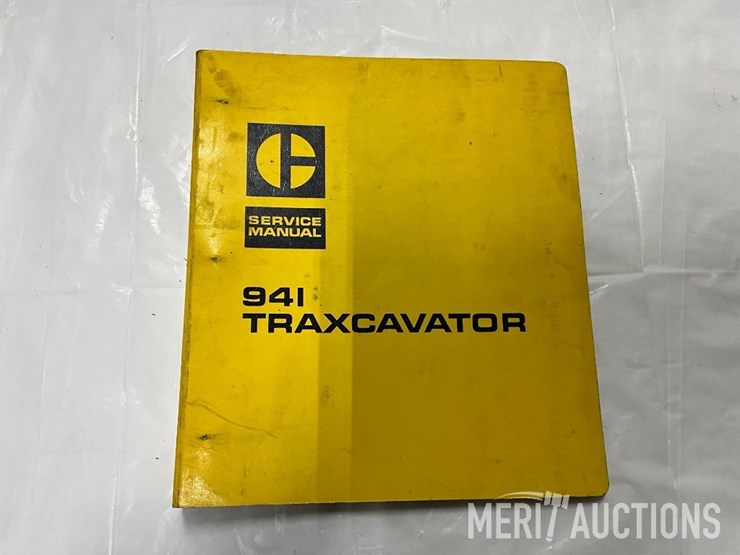 SERVICE
MANUAL
941
TRAXCAVATOR
MERIT AUCTIONS